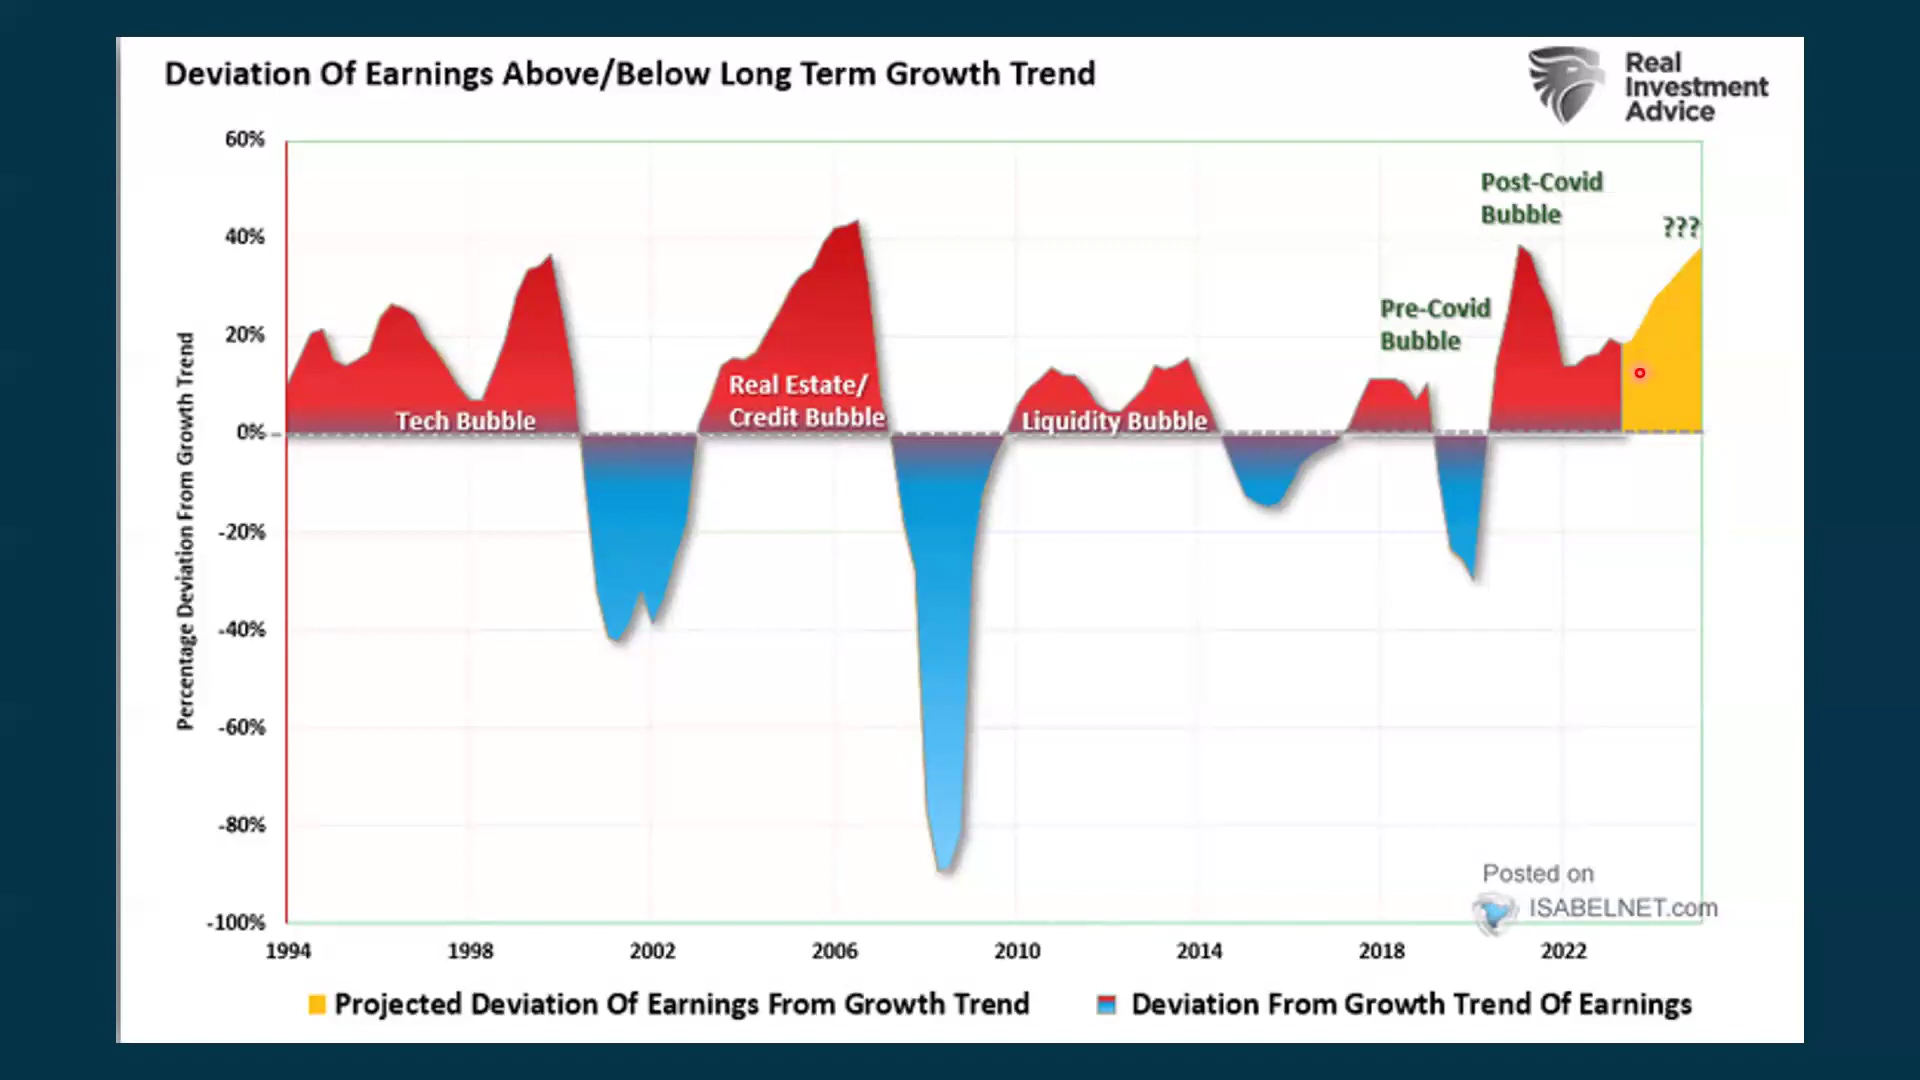 Deviation Of Earnings Above/Below Long Term Growth Trend
Real
Investment
Advice
60%
40%
20%
0%
-20%
-40%
-60%
-80%
-100%
Percentage Deviation From Growth Trend
Tech Bubble
Real Estate/
Credit Bubble
Liquidity Bubble
Pre-Covid
Bubble
Post-Covid
Bubble
???
Posted on
ISABELNET.com
1994
1998
2002
2006
2010
2014
2018
2022
Projected Deviation Of Earnings From Growth Trend
Deviation From Growth Trend Of Earnings